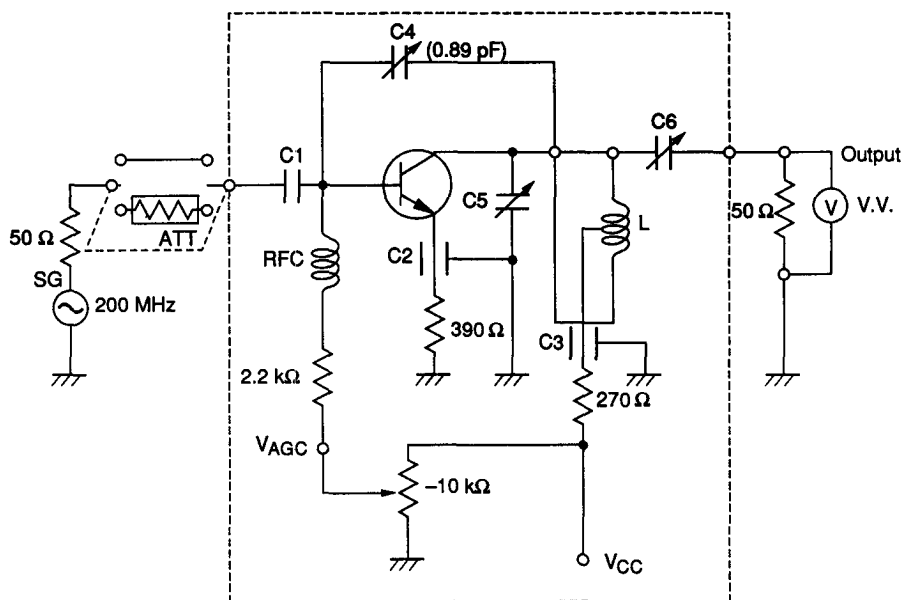 C4
(0.89 pF)
C6
C1
Output
C5
50 Ω
V
V.V.
L
50 Ω
ATT
RFC
C2
SG
200 MHz
390 Ω
C3
2.2 kΩ
270 Ω
VAGC
–10 kΩ
VCC